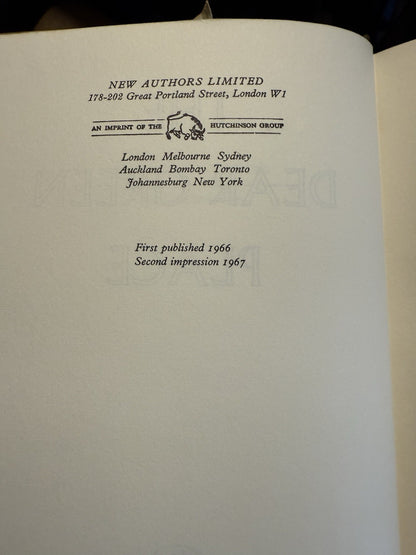 NEW AUTHORS LIMITED
178-202 Great Portland Street, London W1
AN IMPRINT OF THE HUTCHINSON GROUP
London Melbourne Sydney
Auckland Bombay Toronto
Johannesburg New York
First published 1966
Second impression 1967